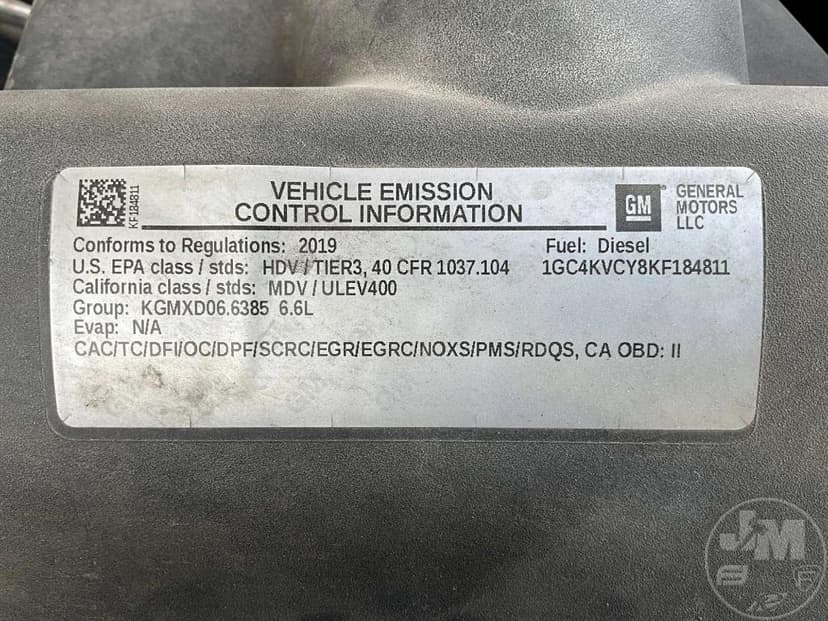 KF184811
VEHICLE EMISSION
CONTROL INFORMATION
GM
GENERAL
MOTORS
LLC
Conforms to Regulations: 2019
Fuel: Diesel
U.S. EPA class / stds: HDV / TIER3, 40 CFR 1037.104
1GC4KVCY8KF184811
California class / stds: MDV / ULEV400
Group: KGMXD06.6385 6.6L
Evap: N/A
CAC/TC/DFI/OC/DPF/SCRC/EGR/EGRC/NOXS/PMS/RDQS, CA OBD: II
JM